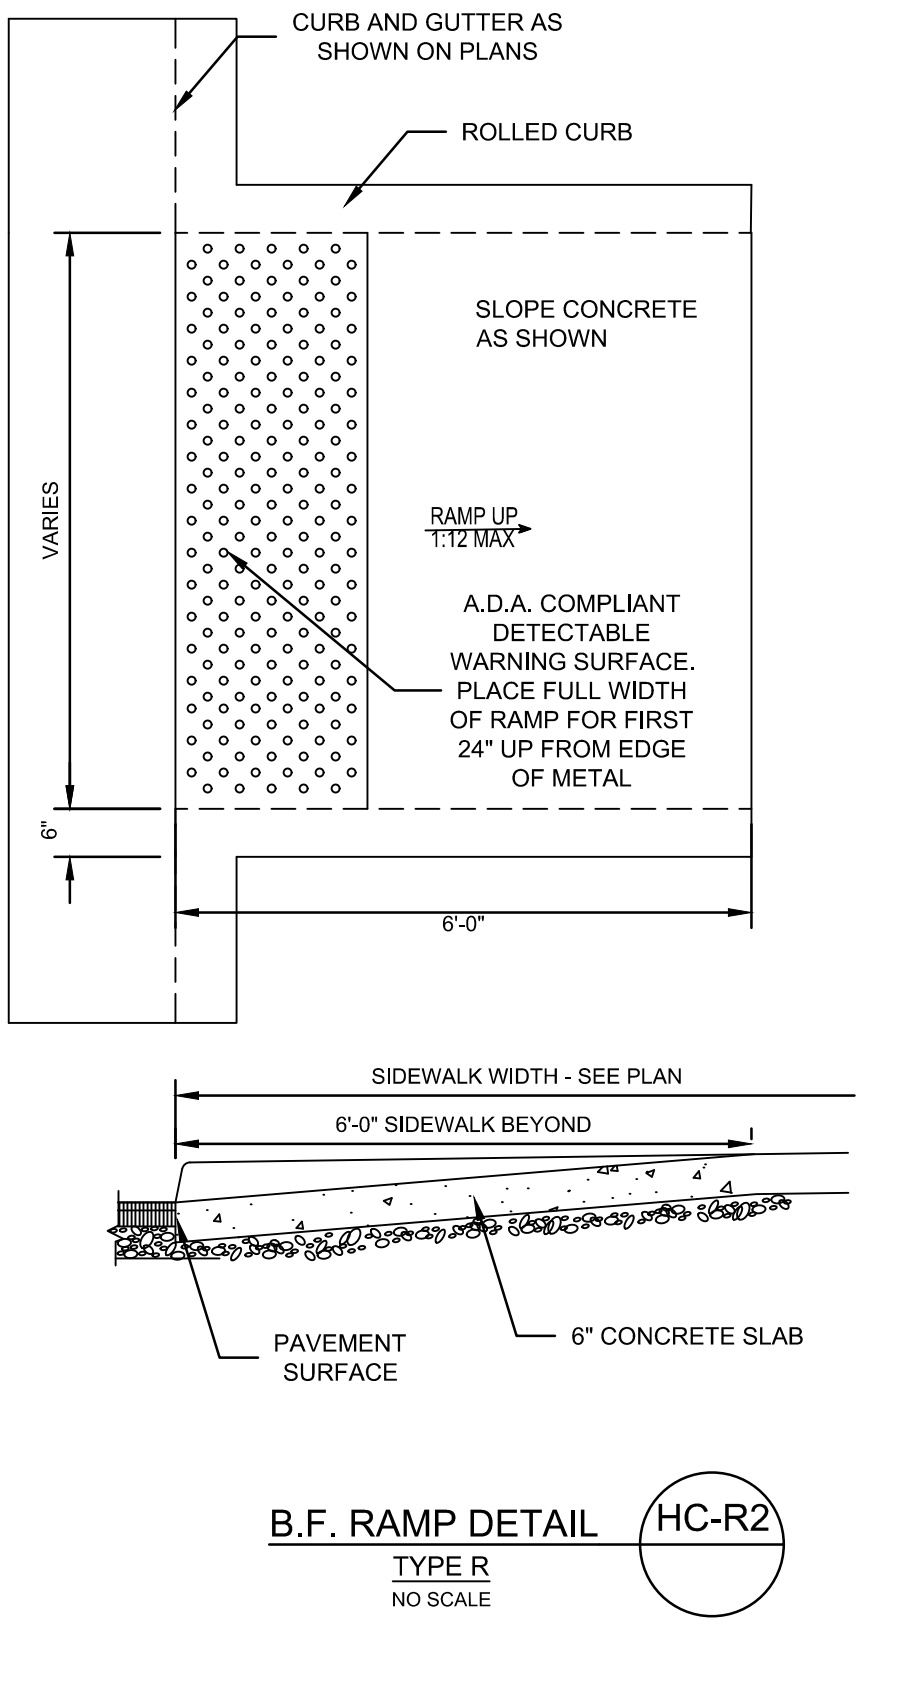 CURB AND GUTTER AS
SHOWN ON PLANS
ROLLED CURB
SLOPE CONCRETE
AS SHOWN
VARIES
RAMP UP
1:12 MAX
A.D.A. COMPLIANT
DETECTABLE
WARNING SURFACE.
PLACE FULL WIDTH
OF RAMP FOR FIRST
24" UP FROM EDGE
OF METAL
6"
6'-0"
SIDEWALK WIDTH - SEE PLAN
6'-0" SIDEWALK BEYOND
PAVEMENT
SURFACE
6" CONCRETE SLAB
B.F. RAMP DETAIL
HC-R2
TYPE R
NO SCALE